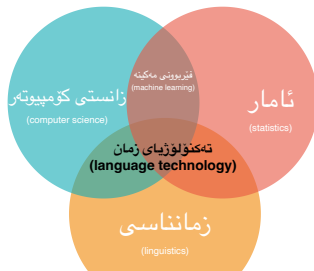 فێربوونی مەکینە
(machine learning)
زانستی کۆمپیوتەر
(computer science)
ئامار
(statistics)
تەکنۆلۆژیای زمان
(language technology)
زمانناسی
(linguistics)